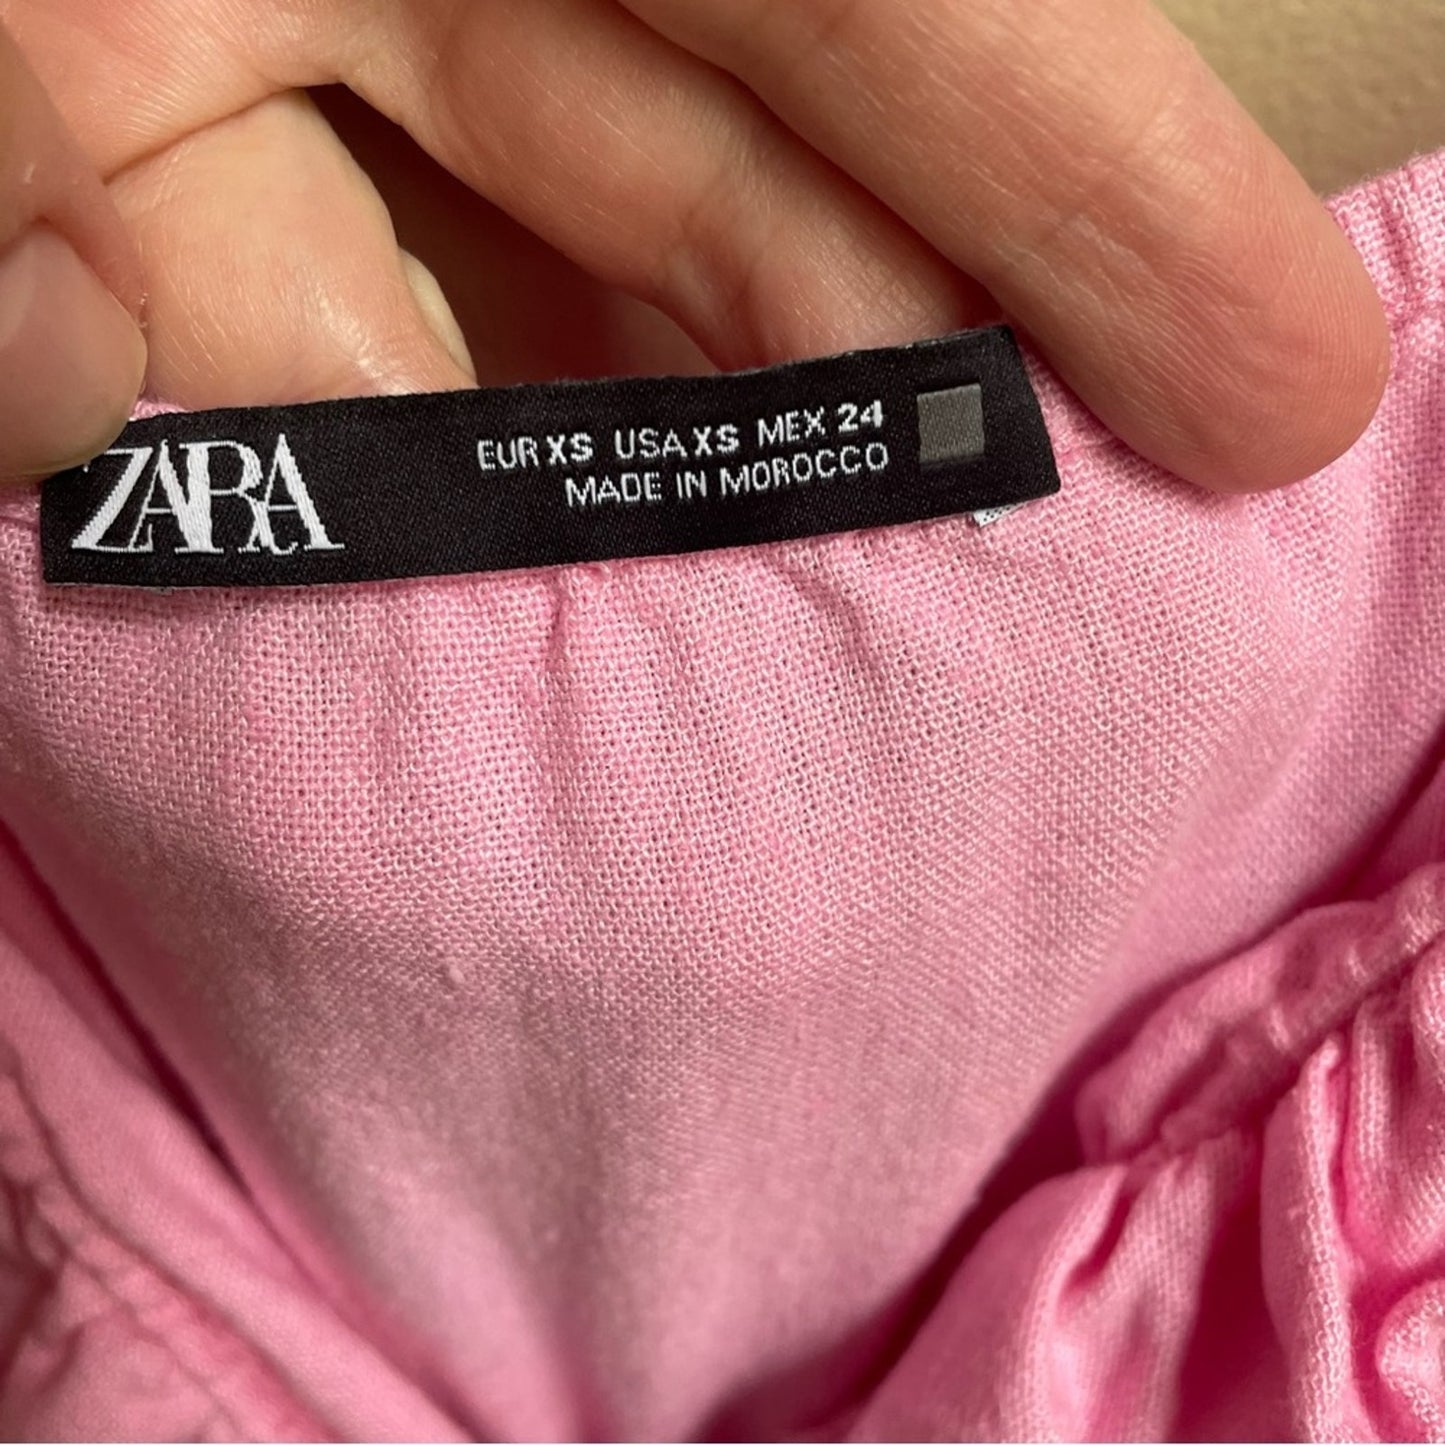 ZARA
EUR XS USA XS MEX 24
MADE IN MOROCCO